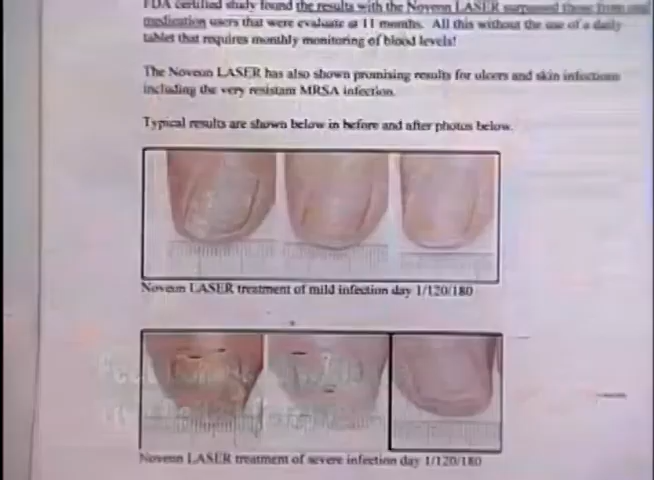 FDA certified study found the results with the Noveon LASER surpassed those from oral
medication users that were evaluate at 11 months. All this without the use of a daily
tablet that requires monthly monitoring of blood levels!
The Noveon LASER has also shown promising results for ulcers and skin infections
including the very resistant MRSA infection.
Typical results are shown below in before and after photos below.
Noveon LASER treatment of mild infection day 1/120/180
Noveon LASER treatment of severe infection day 1/120/180